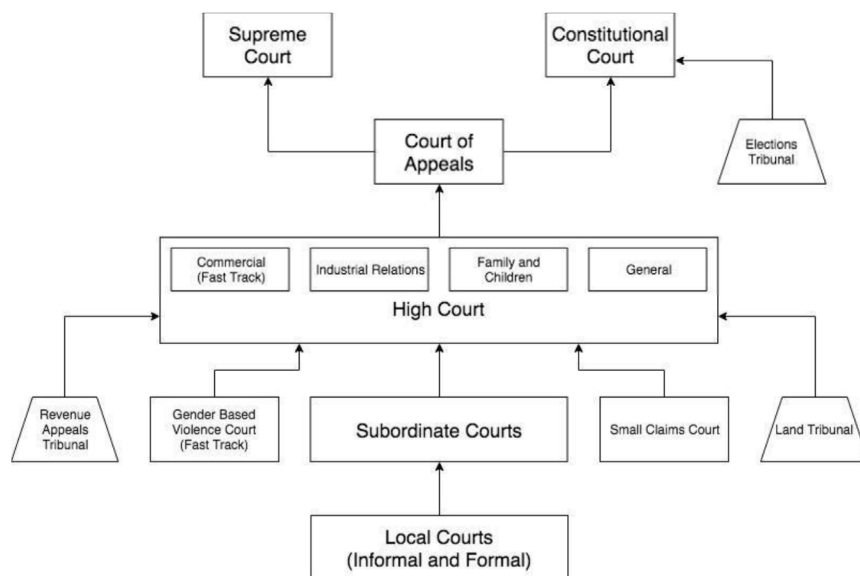 Supreme
Court
Constitutional
Court
Court of
Appeals
Elections
Tribunal
Commercial
(Fast Track)
Industrial Relations
Family and
Children
General
High Court
Revenue
Appeals
Tribunal
Gender Based
Violence Court
(Fast Track)
Subordinate Courts
Small Claims Court
Land Tribunal
Local Courts
(Informal and Formal)